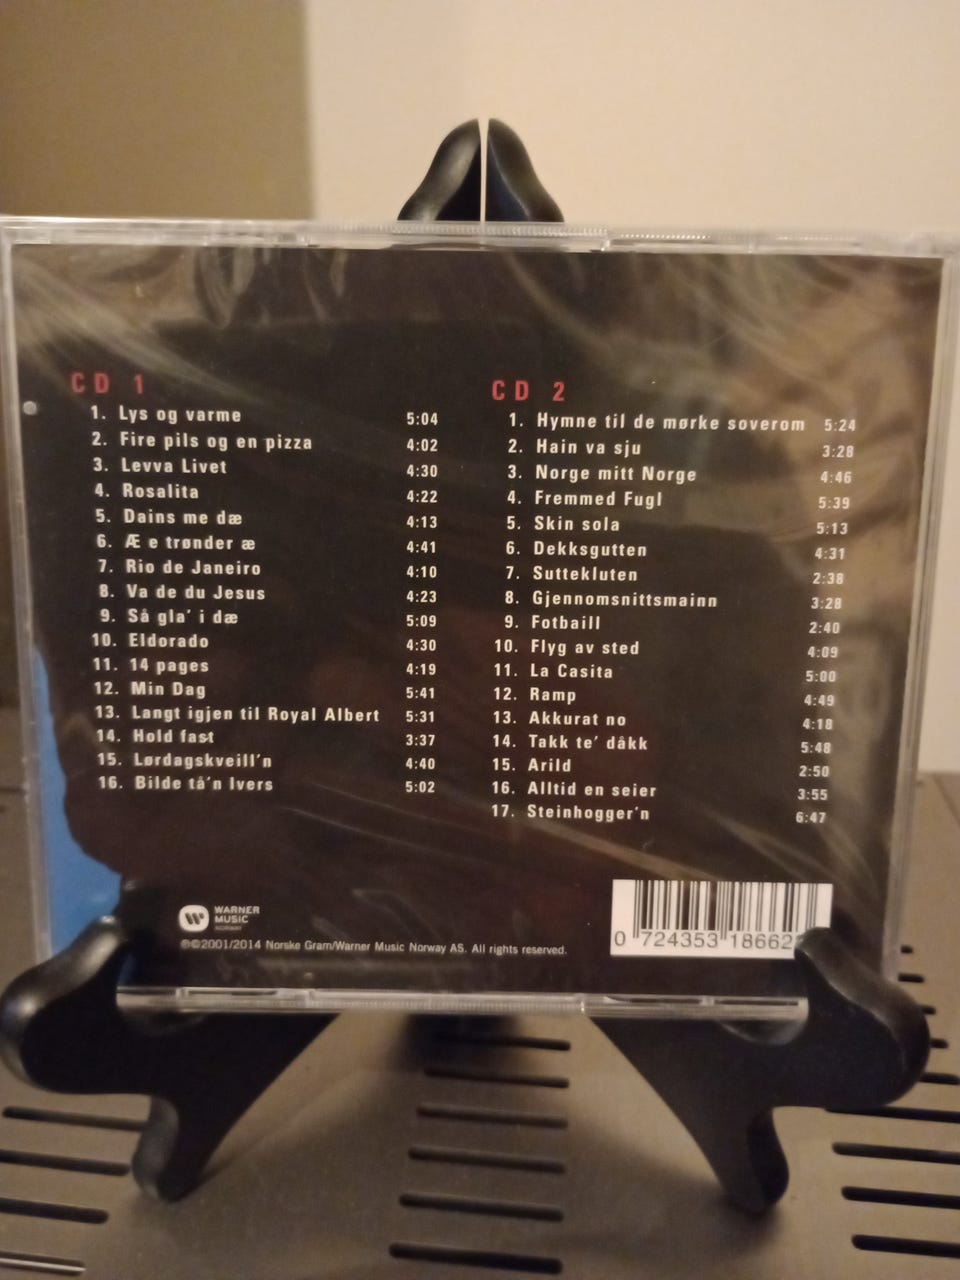 CD 1
1. Lys og varme 5:04
2. Fire pils og en pizza 4:02
3. Levva Livet 4:30
4. Rosalita 4:22
5. Dains me dæ 4:13
6. Æ e trønder æ 4:41
7. Rio de Janeiro 4:10
8. Va de du Jesus 4:23
9. Så gla' i dæ 5:09
10. Eldorado 4:30
11. 14 pages 4:19
12. Min Dag 5:41
13. Langt igjen til Royal Albert 5:31
14. Hold fast 3:37
15. Lørdagskveill'n 4:40
16. Bilde tå'n Ivers 5:02
CD 2
1. Hymne til de mørke soverom 5:24
2. Hain va sju 3:28
3. Norge mitt Norge 4:46
4. Fremmed Fugl 5:39
5. Skin sola 5:13
6. Dekksgutten 4:31
7. Suttekluten 2:38
8. Gjennomsnittsmainn 3:28
9. Fotbaill 2:40
10. Flyg av sted 4:09
11. La Casita 5:00
12. Ramp 4:49
13. Akkurat no 4:18
14. Takk te' dåkk 5:48
15. Arild 2:50
16. Alltid en seier 3:55
17. Steinhogger'n 6:47
WARNER
MUSIC
NORWAY
℗©2001/2014 Norske Gram/Warner Music Norway AS. All rights reserved.
0 724353 18662